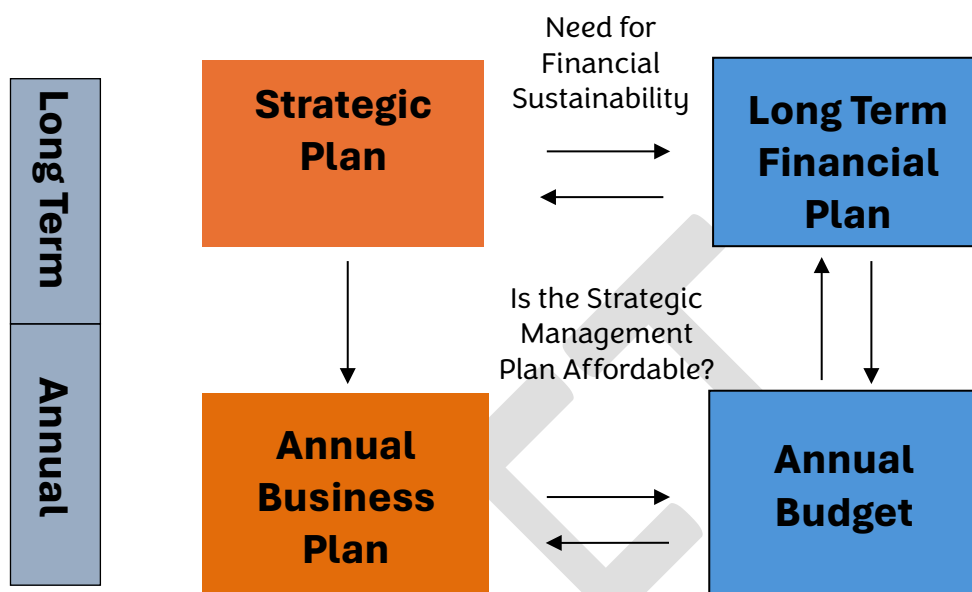 Need for
Financial
Sustainability
Long Term
Strategic
Plan
Long Term
Financial
Plan
Is the Strategic
Management
Plan Affordable?
Annual
Annual
Business
Plan
Annual
Budget